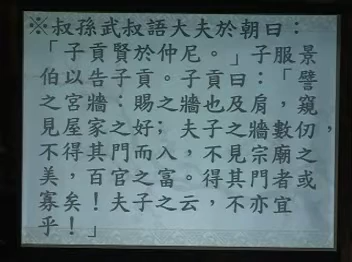 ※叔孫武叔語大夫於朝曰：
「子貢賢於仲尼。」子服景
伯以告子貢。子貢曰：「譬
之宮牆：賜之牆也及肩，窺
見屋家之好；夫子之牆數仞，
不得其門而入，不見宗廟之
美，百官之富。得其門者或
寡矣！夫子之云，不亦宜
乎！」